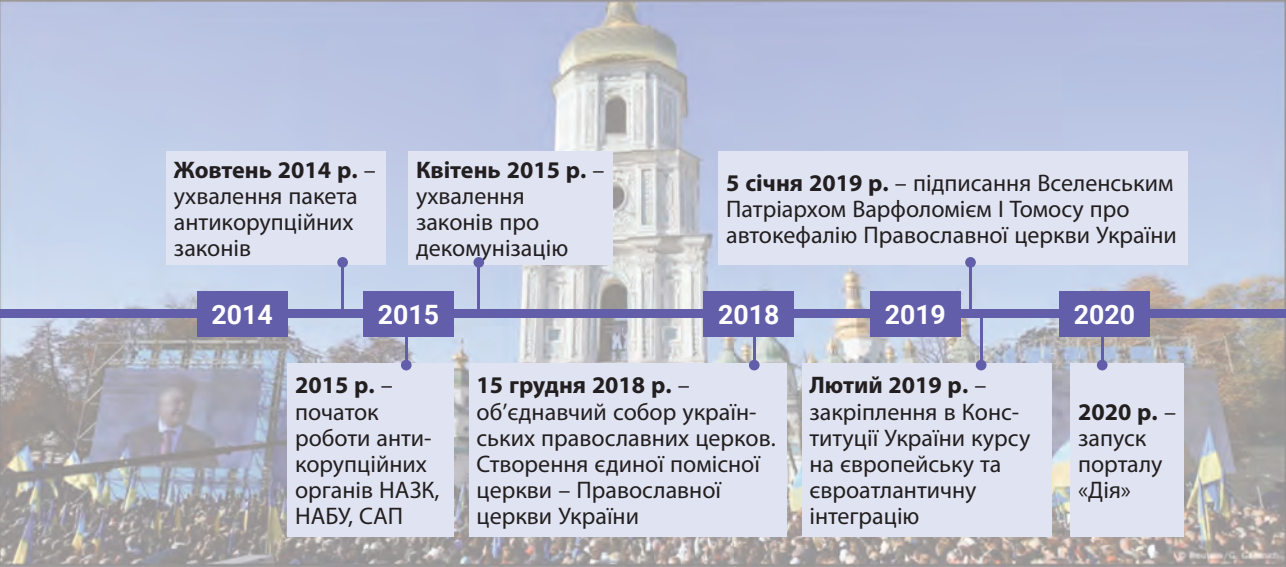 Жовтень 2014 р. –
ухвалення пакета
антикорупційних
законів
Квітень 2015 р. –
ухвалення
законів про
декомунізацію
5 січня 2019 р. – підписання Вселенським
Патріархом Варфоломієм І Томосу про
автокефалію Православної церкви України
2014
2015
2018
2019
2020
2015 р. –
початок
роботи анти-
корупційних
органів НАЗК,
НАБУ, САП
15 грудня 2018 р. –
об’єднавчий собор україн-
ських православних церков.
Створення єдиної помісної
церкви – Православної
церкви України
Лютий 2019 р. –
закріплення в Конс-
титуції України курсу
на європейську та
євроатлантичну
інтеграцію
2020 р. –
запуск
порталу
«Дія»